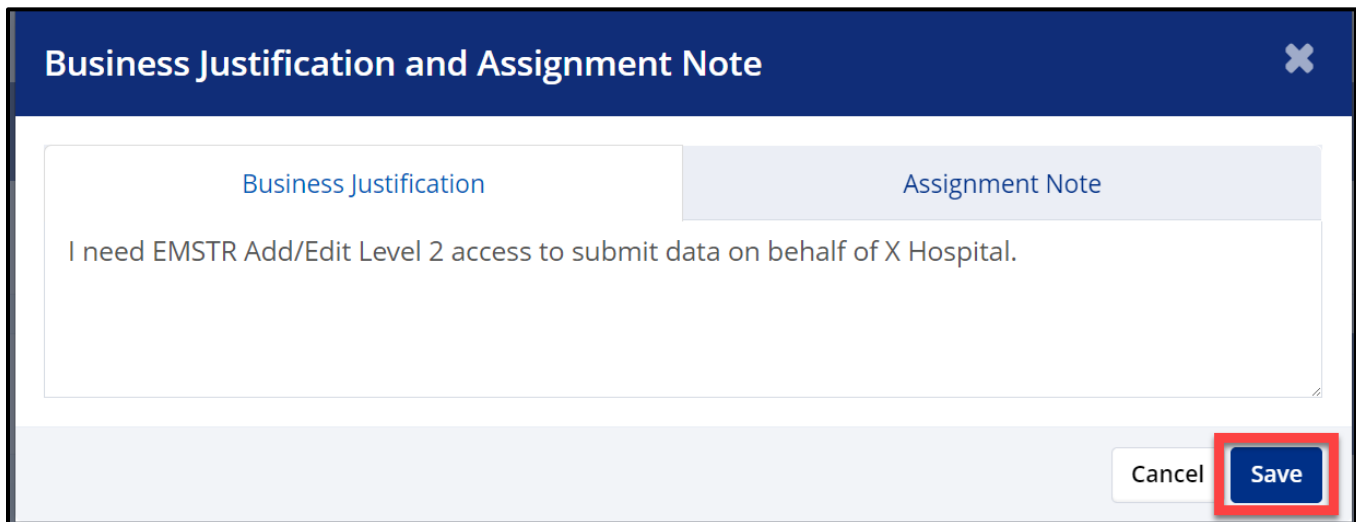 Business Justification and Assignment Note
Business Justification
Assignment Note
I need EMSTR Add/Edit Level 2 access to submit data on behalf of X Hospital.
Cancel
Save